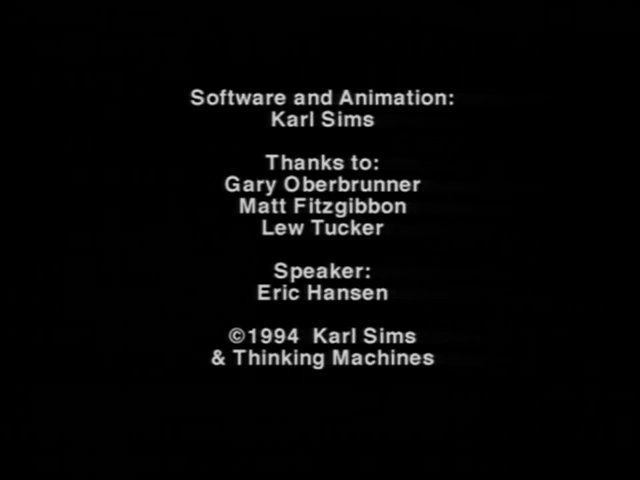 Software and Animation:
Karl Sims
Thanks to:
Gary Oberbrunner
Matt Fitzgibbon
Lew Tucker
Speaker:
Eric Hansen
©1994 Karl Sims
& Thinking Machines